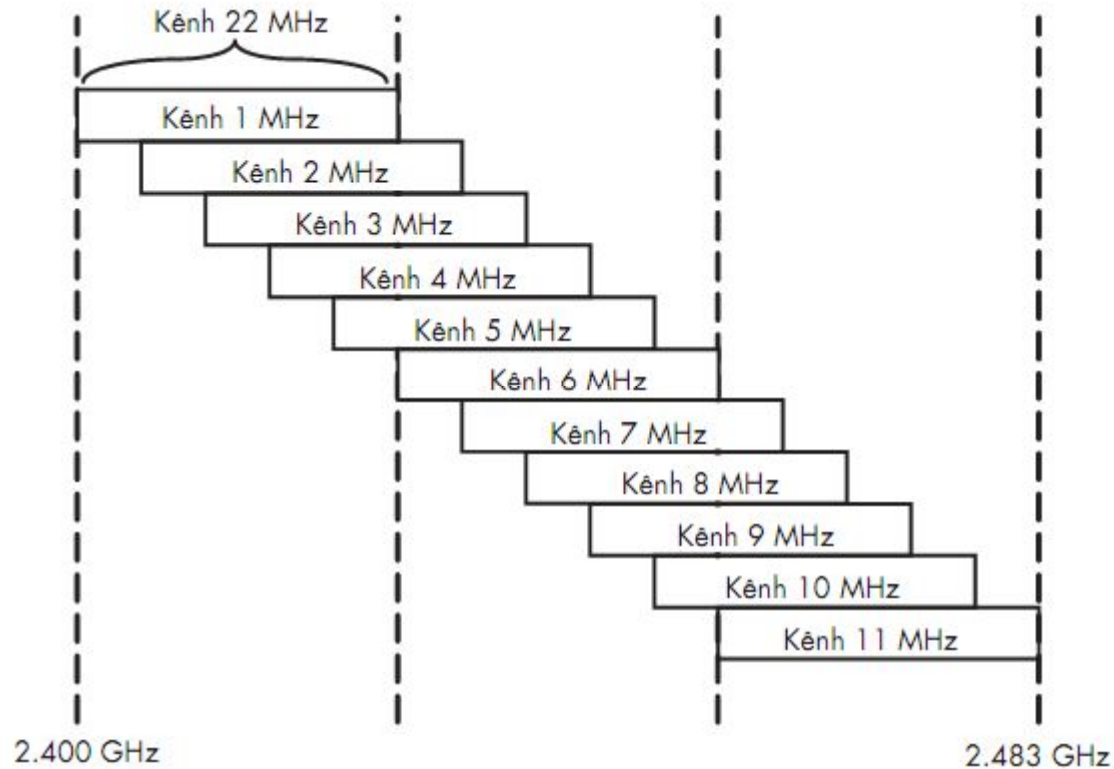 Kênh 22 MHz
Kênh 1 MHz
Kênh 2 MHz
Kênh 3 MHz
Kênh 4 MHz
Kênh 5 MHz
Kênh 6 MHz
Kênh 7 MHz
Kênh 8 MHz
Kênh 9 MHz
Kênh 10 MHz
Kênh 11 MHz
2.400 GHz
2.483 GHz